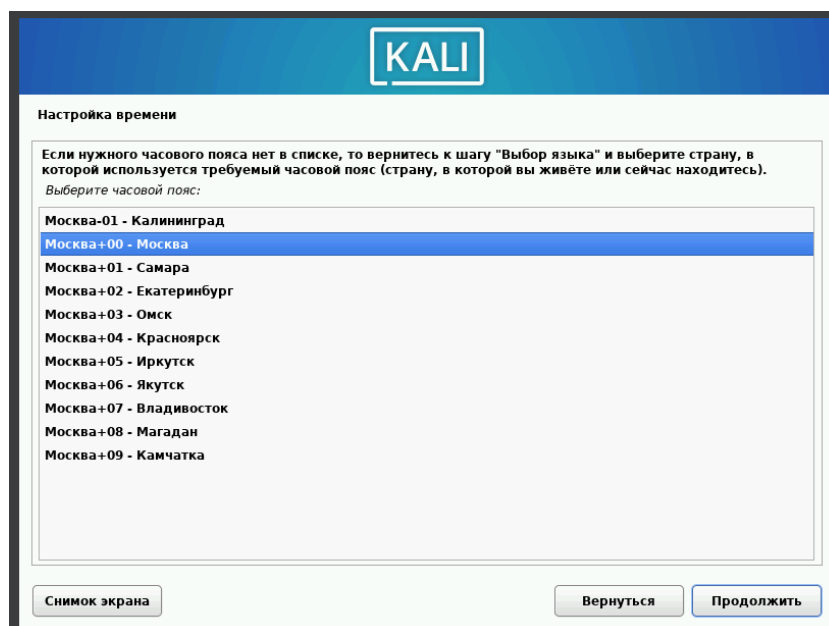 KALI
Настройка времени
Если нужного часового пояса нет в списке, то вернитесь к шагу "Выбор языка" и выберите страну, в
которой используется требуемый часовой пояс (страну, в которой вы живёте или сейчас находитесь).
Выберите часовой пояс:
Москва-01 - Калининград
Москва+00 - Москва
Москва+01 - Самара
Москва+02 - Екатеринбург
Москва+03 - Омск
Москва+04 - Красноярск
Москва+05 - Иркутск
Москва+06 - Якутск
Москва+07 - Владивосток
Москва+08 - Магадан
Москва+09 - Камчатка
Снимок экрана
Вернуться
Продолжить